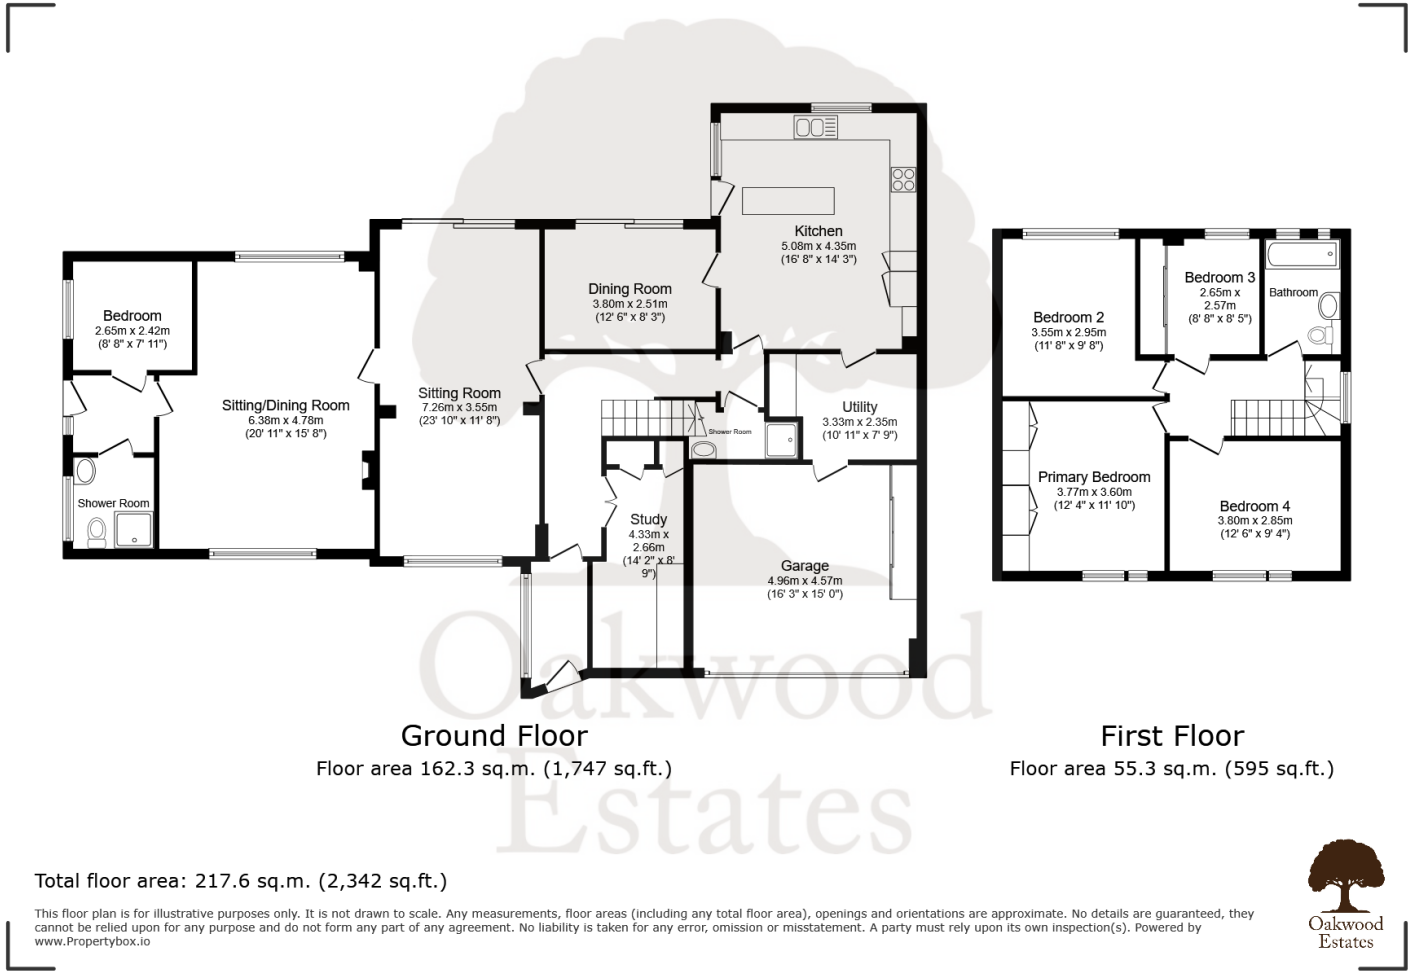 Kitchen
5.08m x 4.35m
(16' 8" x 14' 3")
Dining Room
3.80m x 2.51m
(12' 6" x 8' 3")
Bedroom
2.65m x 2.42m
(8' 8" x 7' 11")
Sitting/Dining Room
6.38m x 4.78m
(20' 11" x 15' 8")
Sitting Room
7.26m x 3.55m
(23' 10" x 11' 8")
Utility
3.33m x 2.35m
(10' 11" x 7' 9")
Shower Room
Shower Room
Study
4.33m x
2.66m
(14' 2" x 8'
9")
Garage
4.96m x 4.57m
(16' 3" x 15' 0")
Bedroom 3
2.65m x
2.57m
(8' 8" x 8' 5")
Bathroom
Bedroom 2
3.55m x 2.95m
(11' 8" x 9' 8")
Primary Bedroom
3.77m x 3.60m
(12' 4" x 11' 10")
Bedroom 4
3.80m x 2.85m
(12' 6" x 9' 4")
Oakwood
Estates
Ground Floor
Floor area 162.3 sq.m. (1,747 sq.ft.)
First Floor
Floor area 55.3 sq.m. (595 sq.ft.)
Total floor area: 217.6 sq.m. (2,342 sq.ft.)
This floor plan is for illustrative purposes only. It is not drawn to scale. Any measurements, floor areas (including any total floor area), openings and orientations are approximate. No details are guaranteed, they
cannot be relied upon for any purpose and do not form any part of any agreement. No liability is taken for any error, omission or misstatement. A party must rely upon its own inspection(s). Powered by
www.Propertybox.io
Oakwood
Estates